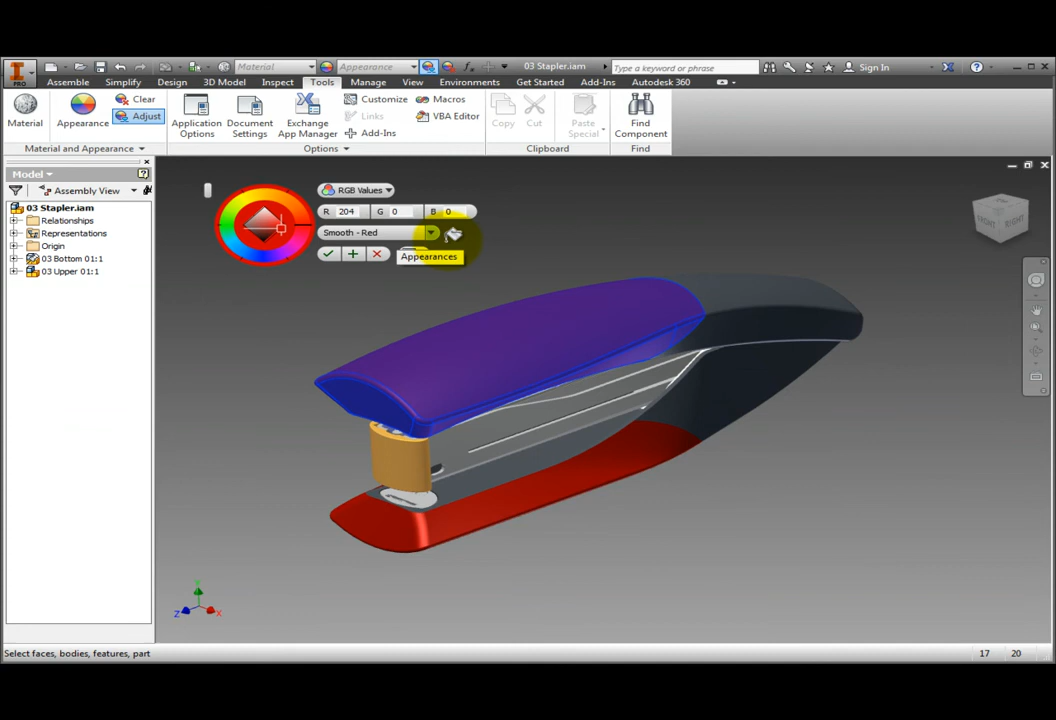 PRO
Material
Appearance
03 Stapler.iam
Type a keyword or phrase
Sign In
Assemble Simplify Design 3D Model Inspect Tools Manage View Environments Get Started Add-Ins Autodesk 360
Material
Appearance
Clear
Adjust
Application Options
Document Settings
Exchange App Manager
Customize
Links
Add-Ins
Macros
VBA Editor
Copy
Cut
Paste Special
Find Component
Material and Appearance
Options
Clipboard
Find
Model
Assembly View
03 Stapler.iam
Relationships
Representations
Origin
03 Bottom 01:1
03 Upper 01:1
RGB Values
R 204 G 0 B 0
Smooth - Red
Appearances
FRONT RIGHT
Y
Z X
Select faces, bodies, features, part
17 20